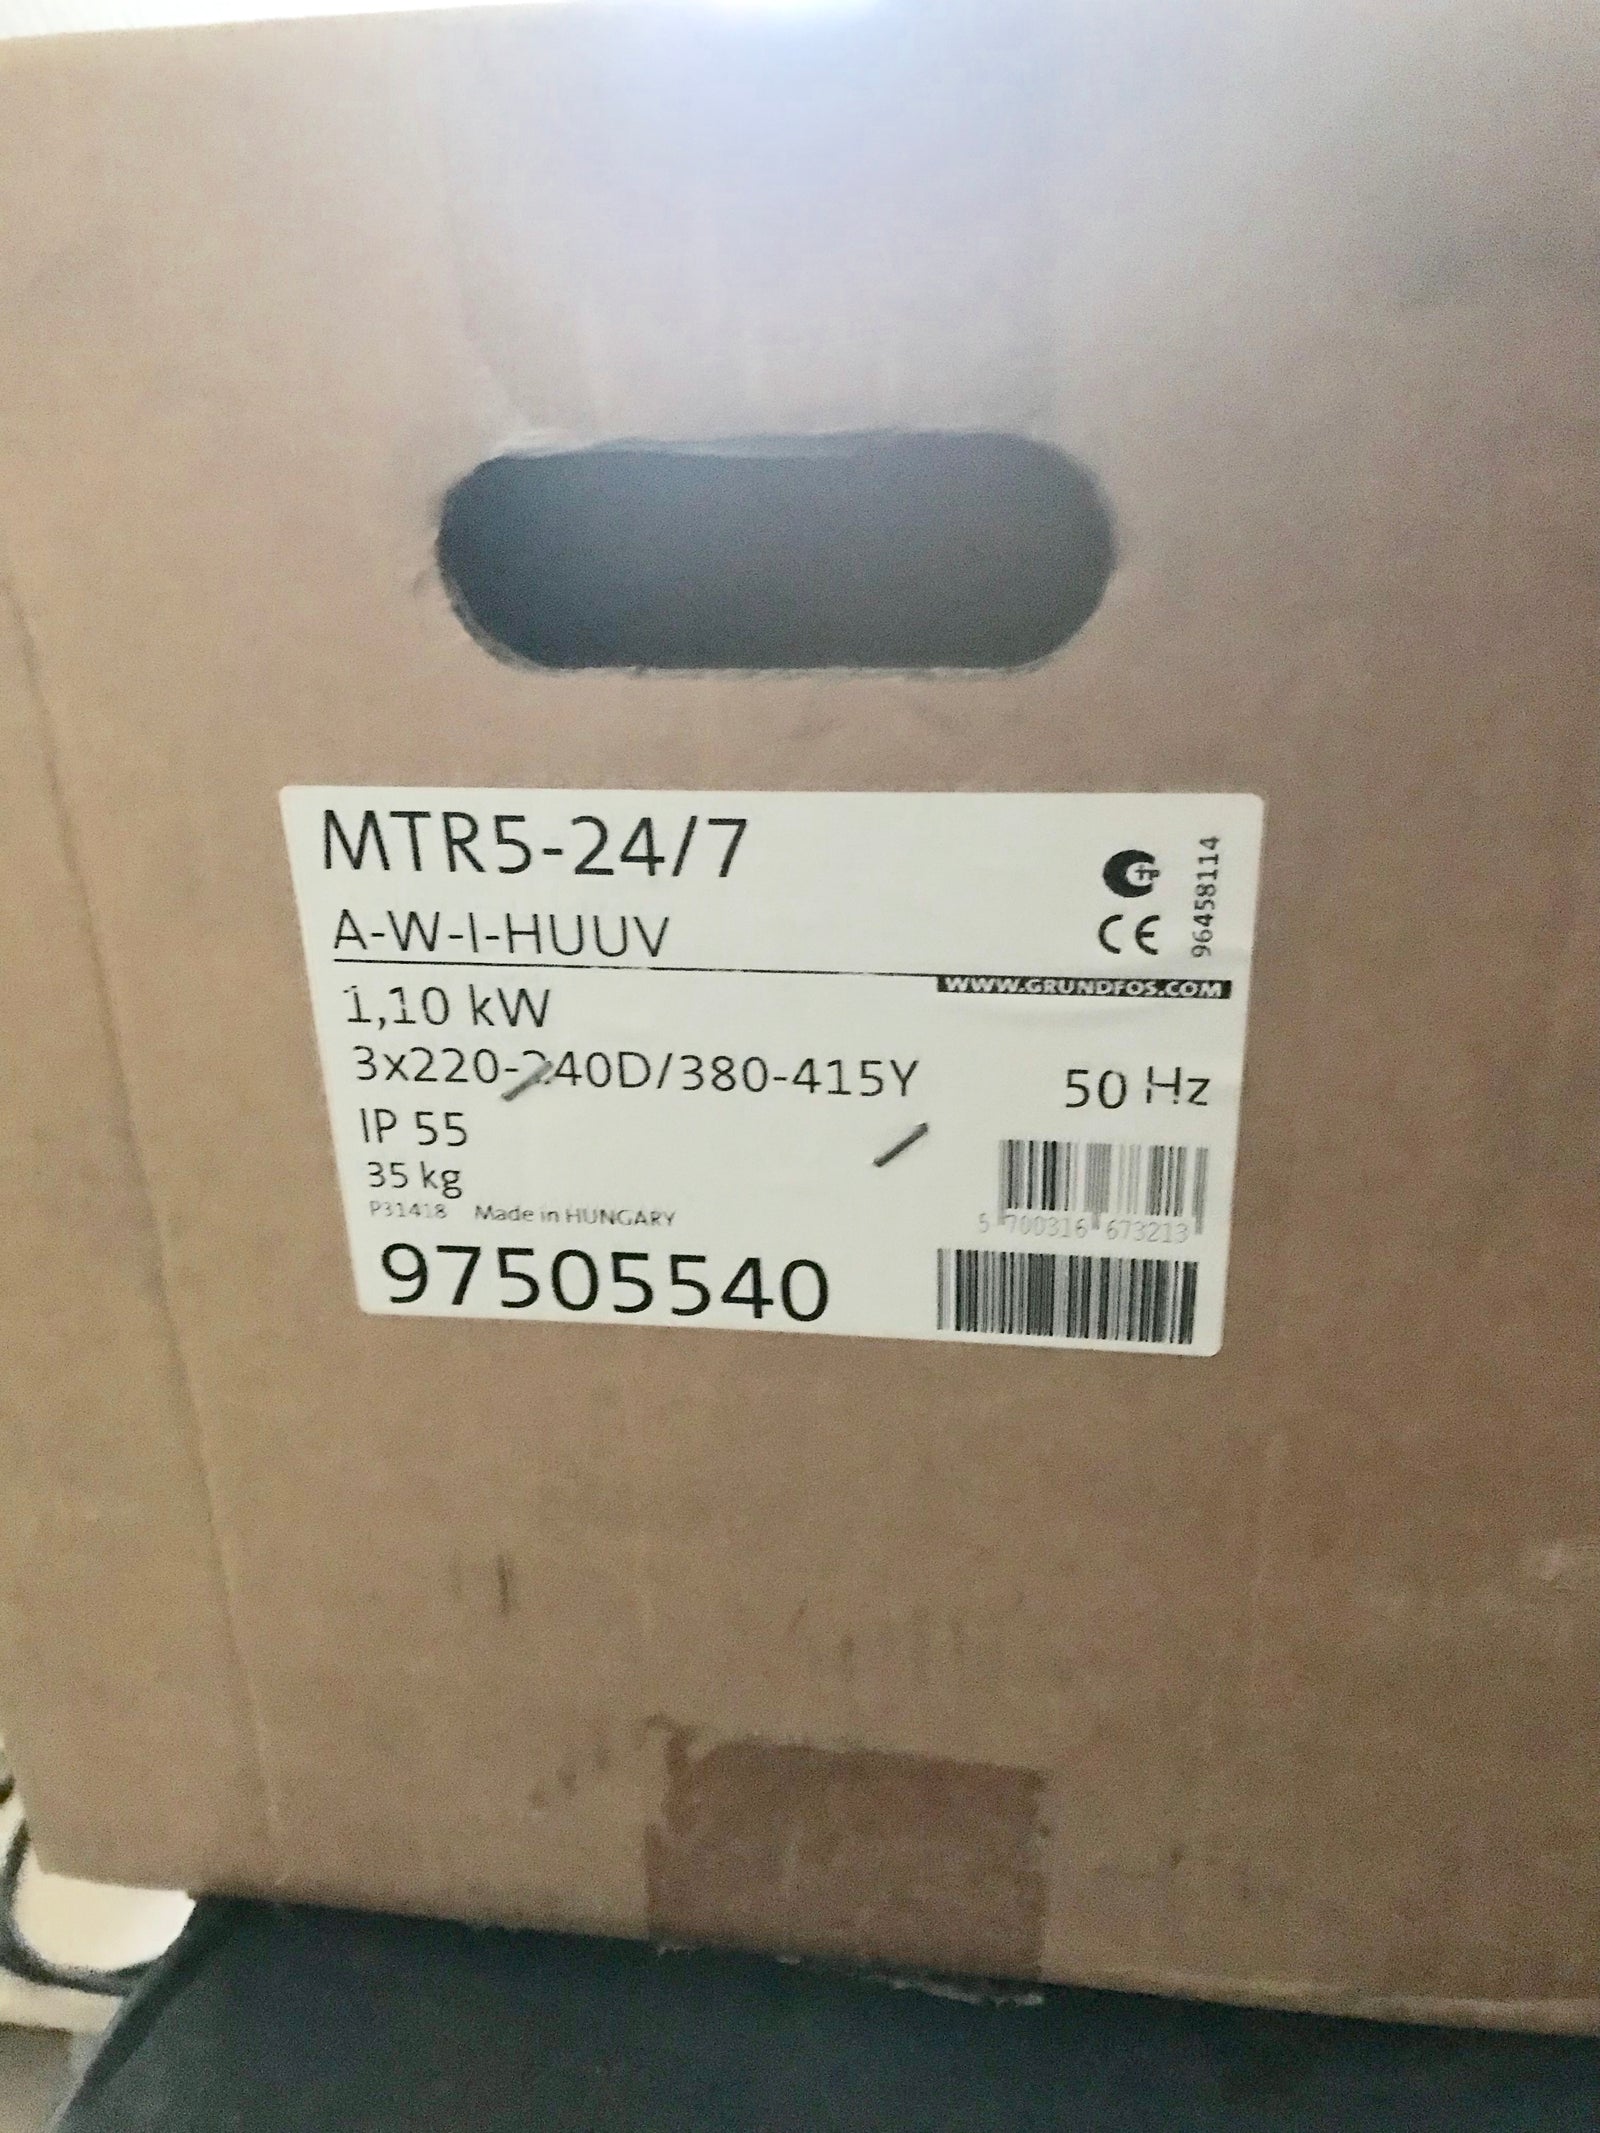 MTR5-24/7
A-W-I-HUUV
96458114
CE
WWW.GRUNDFOS.COM
1,10 kW
3x220-240D/380-415Y
50 Hz
IP 55
35 kg
P31418 Made in HUNGARY
5 700316 673213
97505540